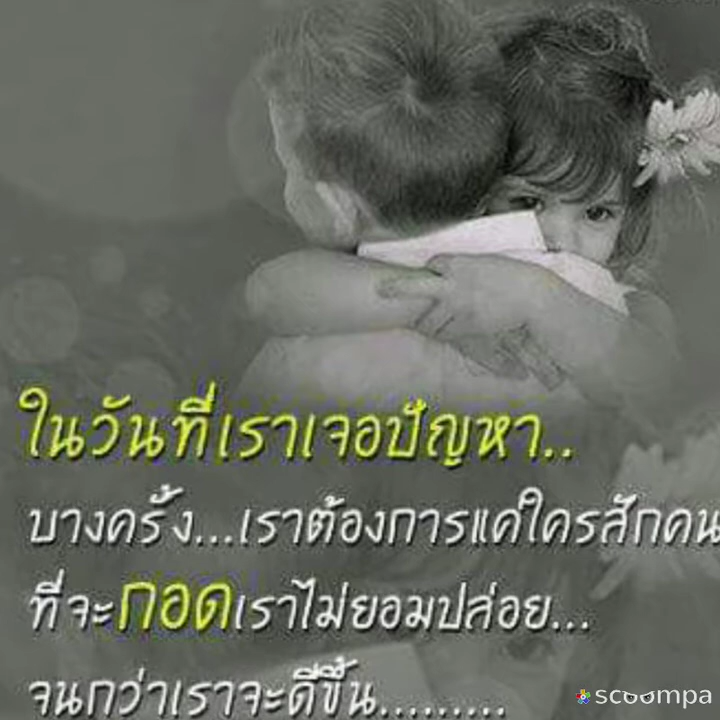 ในวันที่เราเจอปัญหา..
บางครั้ง...เราต้องการแค่ใครสักคน
ที่จะกอดเราไม่ยอมปล่อย...
จนกว่าเราจะดีขึ้น.........
scoompa